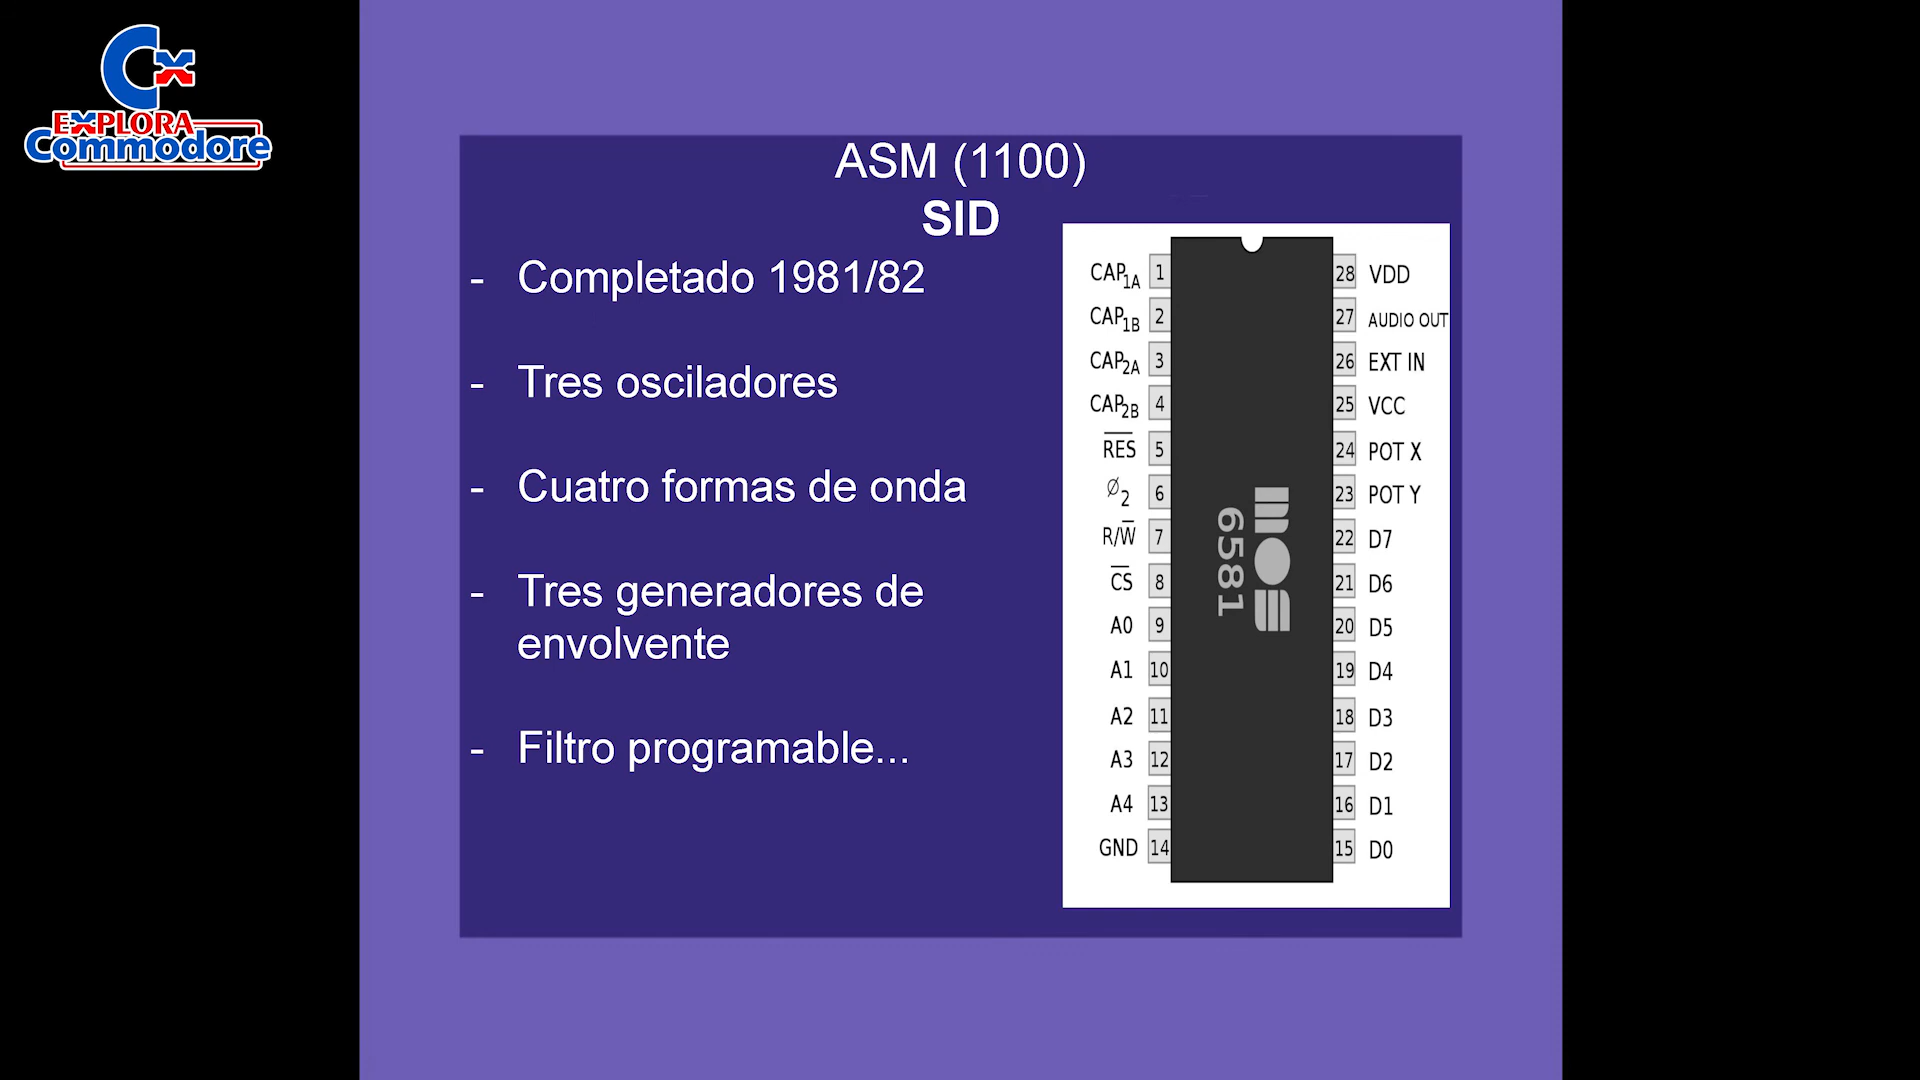 EXPLORA
Commodore
ASM (1100)
SID
- Completado 1981/82
- Tres osciladores
- Cuatro formas de onda
- Tres generadores de
envolvente
- Filtro programable...
CAP1A 1 28 VDD
CAP1B 2 27 AUDIO OUT
CAP2A 3 26 EXT IN
CAP2B 4 25 VCC
RES 5 24 POT X
Ø2 6 23 POT Y
R/W 7 22 D7
CS 8 21 D6
A0 9 20 D5
A1 10 19 D4
A2 11 18 D3
A3 12 17 D2
A4 13 16 D1
GND 14 15 D0
mos
6581